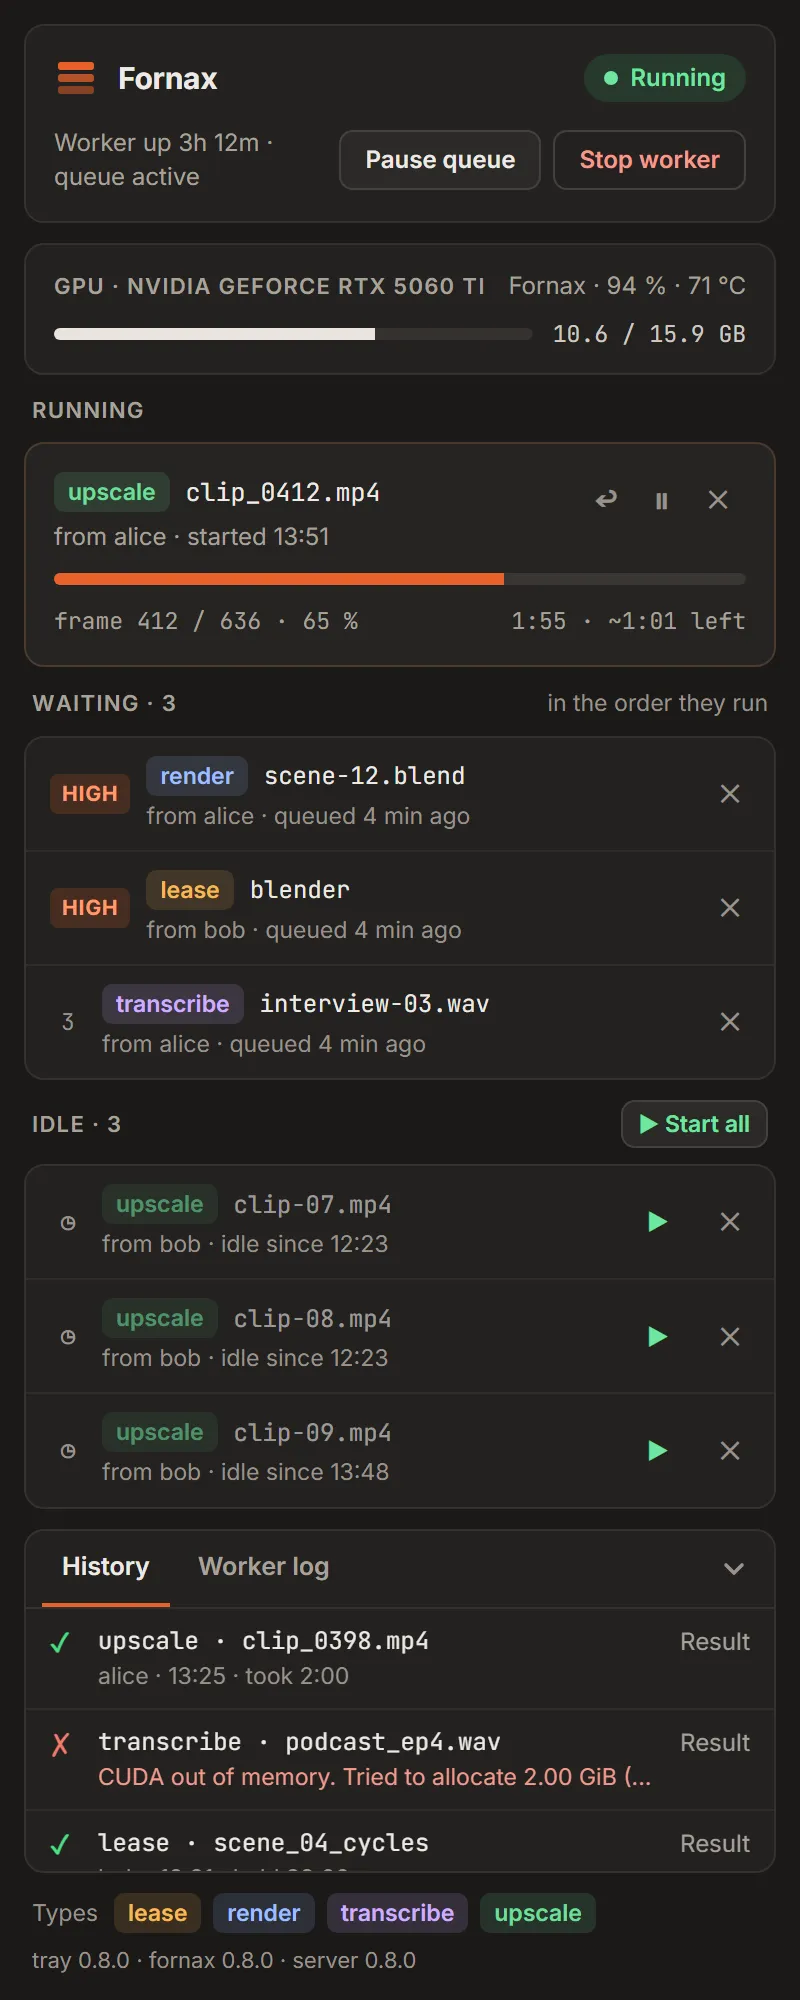 Fornax
Running
Worker up 3h 12m ·
queue active
Pause queue
Stop worker
GPU · NVIDIA GEFORCE RTX 5060 TI
Fornax · 94 % · 71 °C
10.6 / 15.9 GB
RUNNING
upscale clip_0412.mp4
from alice · started 13:51
frame 412 / 636 · 65 %
1:55 · ~1:01 left
WAITING · 3
in the order they run
HIGH
render scene-12.blend
from alice · queued 4 min ago
HIGH
lease blender
from bob · queued 4 min ago
3
transcribe interview-03.wav
from alice · queued 4 min ago
IDLE · 3
Start all
upscale clip-07.mp4
from bob · idle since 12:23
upscale clip-08.mp4
from bob · idle since 12:23
upscale clip-09.mp4
from bob · idle since 13:48
History
Worker log
upscale · clip_0398.mp4
Result
alice · 13:25 · took 2:00
transcribe · podcast_ep4.wav
Result
CUDA out of memory. Tried to allocate 2.00 GiB (…
lease · scene_04_cycles
Result
Types lease render transcribe upscale
tray 0.8.0 · fornax 0.8.0 · server 0.8.0